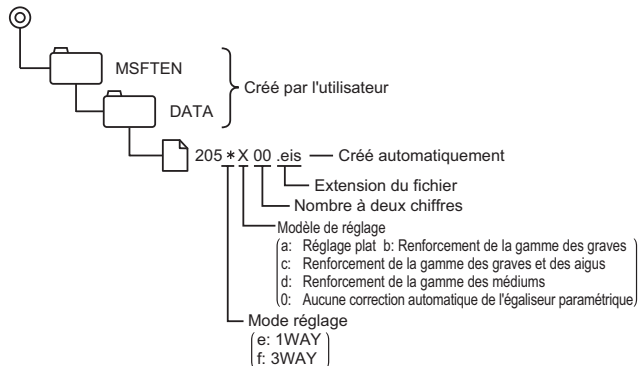 MSFTEN
DATA
Créé par l'utilisateur
205*X 00 .eis
Créé automatiquement
Extension du fichier
Nombre à deux chiffres
Modèle de réglage
a: Réglage plat b: Renforcement de la gamme des graves
c: Renforcement de la gamme des graves et des aigus
d: Renforcement de la gamme des médiums
0: Aucune correction automatique de l'égaliseur paramétrique
Mode réglage
e: 1WAY
f: 3WAY